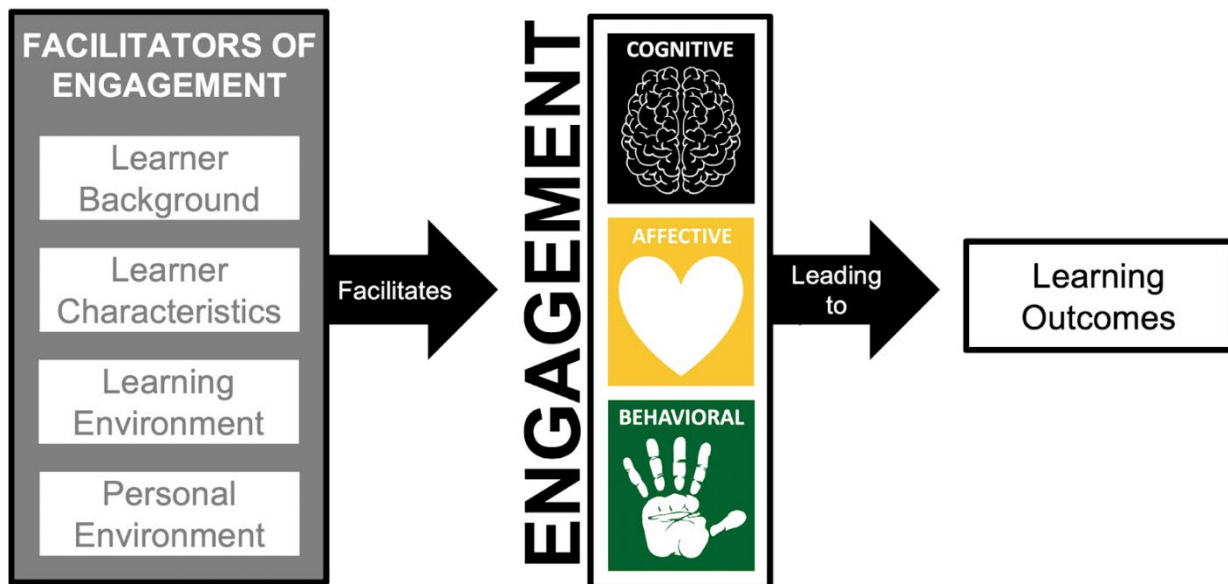 FACILITATORS OF
ENGAGEMENT
Learner
Background
Learner
Characteristics
Learning
Environment
Personal
Environment
Facilitates
ENGAGEMENT
COGNITIVE
AFFECTIVE
BEHAVIORAL
Leading
to
Learning
Outcomes